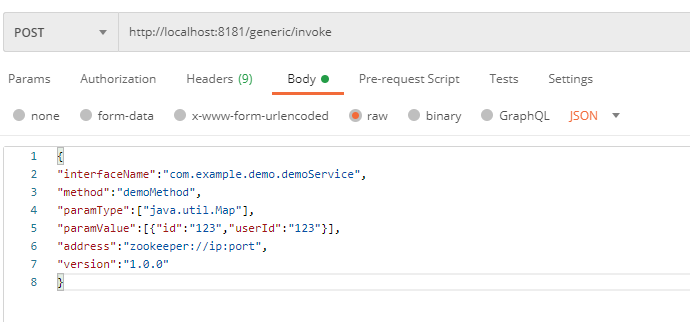 POST http://localhost:8181/generic/invoke
Params Authorization Headers (9) Body Pre-request Script Tests Settings
none form-data x-www-form-urlencoded raw binary GraphQL JSON
1 {
2 "interfaceName":"com.example.demo.demoService",
3 "method":"demoMethod",
4 "paramType":["java.util.Map"],
5 "paramValue":[{"id":"123","userId":"123"}],
6 "address":"zookeeper://ip:port",
7 "version":"1.0.0"
8 }